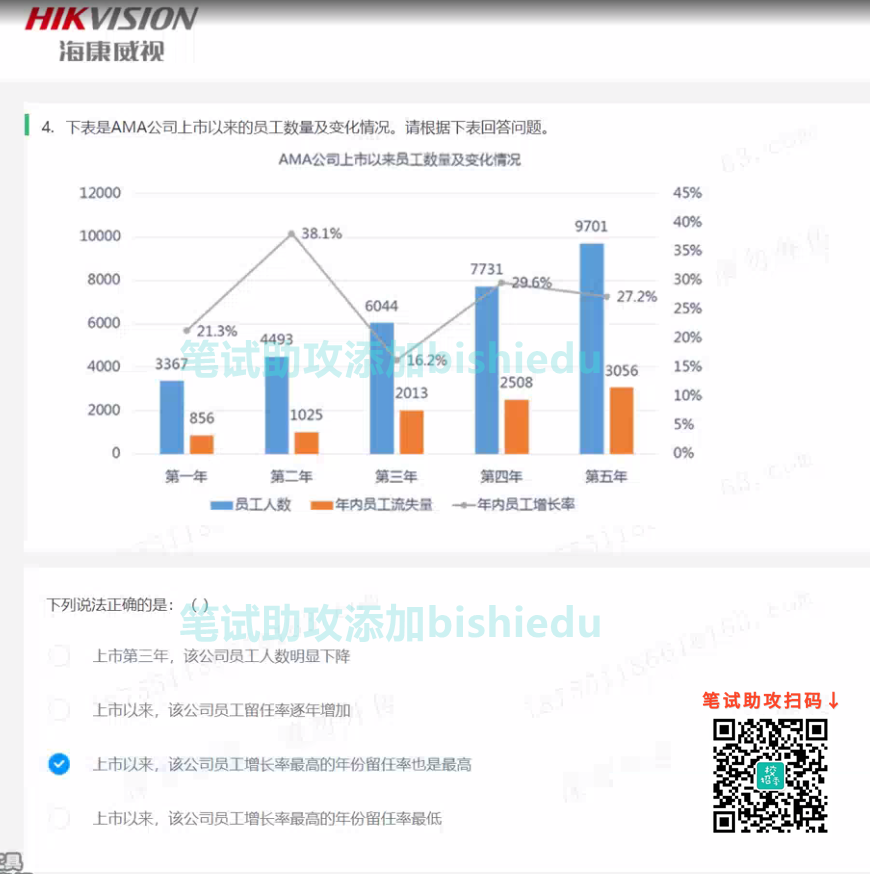 HIKVISION
海康威视
4. 下表是AMA公司上市以来的员工数量及变化情况。请根据下表回答问题。
AMA公司上市以来员工数量及变化情况
12000
10000
8000
6000
4000
2000
0
45%
40%
35%
30%
25%
20%
15%
10%
5%
0%
21.3%
38.1%
16.2%
29.6%
27.2%
3367
856
4493
1025
6044
2013
7731
2508
9701
3056
第一年 第二年 第三年 第四年 第五年
员工人数 年内员工流失量 年内员工增长率
笔试助攻添加bishiedu
下列说法正确的是：（ ）
笔试助攻添加bishiedu
上市第三年，该公司员工人数明显下降
上市以来，该公司员工留任率逐年增加
上市以来，该公司员工增长率最高的年份留任率也是最高
上市以来，该公司员工增长率最高的年份留任率最低
笔试助攻扫码↓